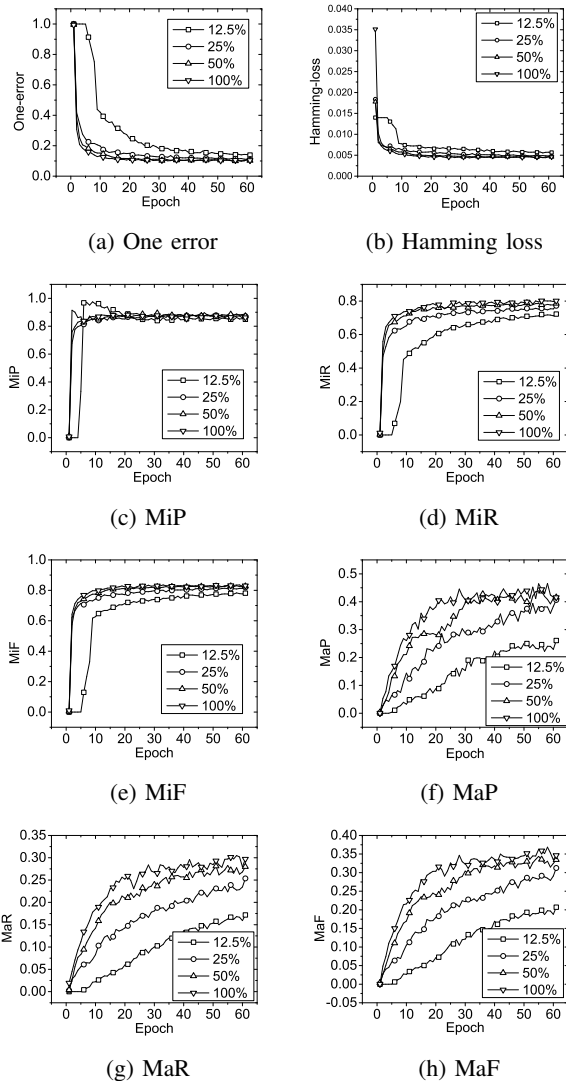 One-error
1.0
0.8
0.6
0.4
0.2
0.0
12.5%
25%
50%
100%
0 10 20 30 40 50 60
Epoch
(a) One error
Hamming-loss
0.040
0.035
0.030
0.025
0.020
0.015
0.010
0.005
0.000
12.5%
25%
50%
100%
0 10 20 30 40 50 60
Epoch
(b) Hamming loss
MiP
1.0
0.8
0.6
0.4
0.2
0.0
12.5%
25%
50%
100%
0 10 20 30 40 50 60
Epoch
(c) MiP
MiR
0.8
0.6
0.4
0.2
0.0
12.5%
25%
50%
100%
0 10 20 30 40 50 60
Epoch
(d) MiR
MiF
1.0
0.8
0.6
0.4
0.2
0.0
12.5%
25%
50%
100%
0 10 20 30 40 50 60
Epoch
(e) MiF
MaP
0.5
0.4
0.3
0.2
0.1
0.0
12.5%
25%
50%
100%
0 10 20 30 40 50 60
Epoch
(f) MaP
MaR
0.35
0.30
0.25
0.20
0.15
0.10
0.05
0.00
12.5%
25%
50%
100%
0 10 20 30 40 50 60
Epoch
(g) MaR
MaF
0.40
0.35
0.30
0.25
0.20
0.15
0.10
0.05
0.00
-0.05
12.5%
25%
50%
100%
0 10 20 30 40 50 60
Epoch
(h) MaF